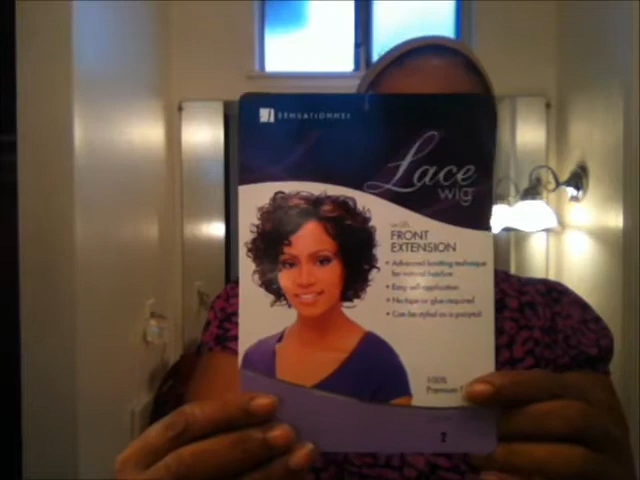 SENSATIONNEL
Lace
wig
with
FRONT
EXTENSION
• Advanced knotting technique
for natural hairline
• Easy self-application
• No tape or glue required
• Can be styled as a ponytail
100%
Premium
2